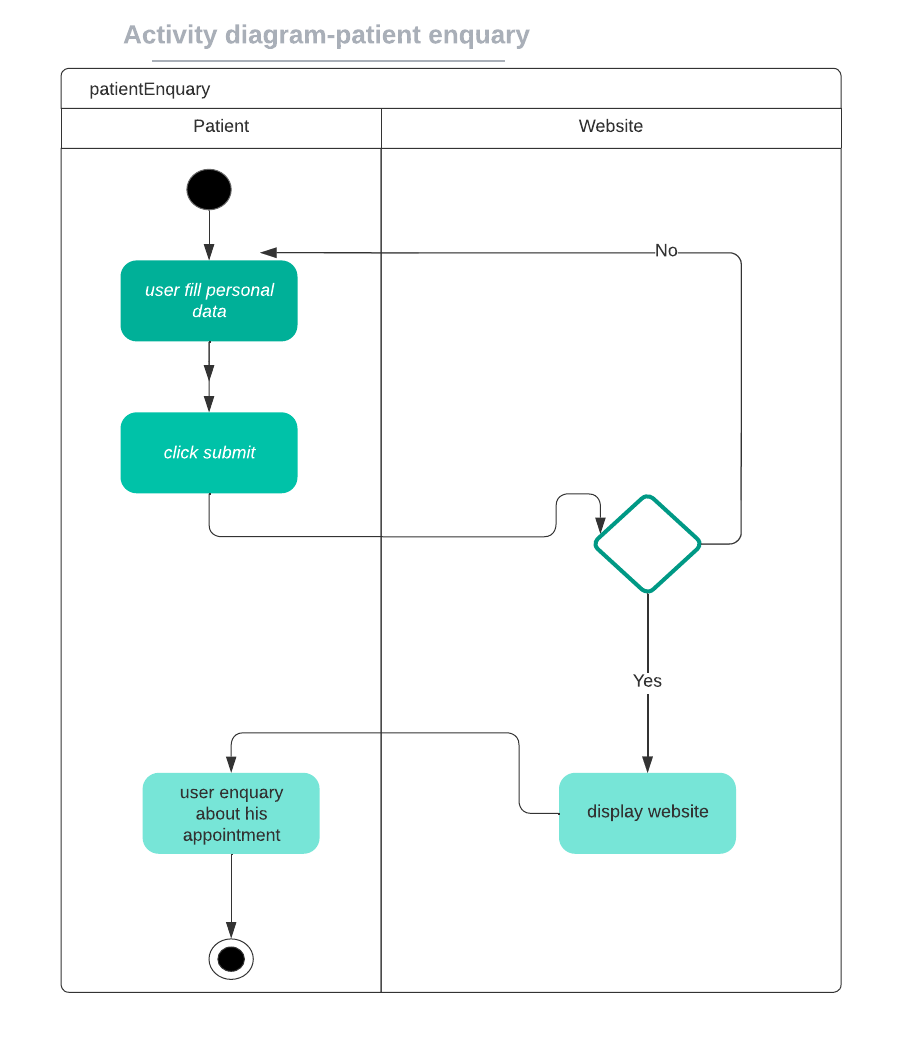 Activity diagram-patient enquary
patientEnquary
Patient
Website
No
user fill personal
data
click submit
Yes
user enquary
about his
appointment
display website